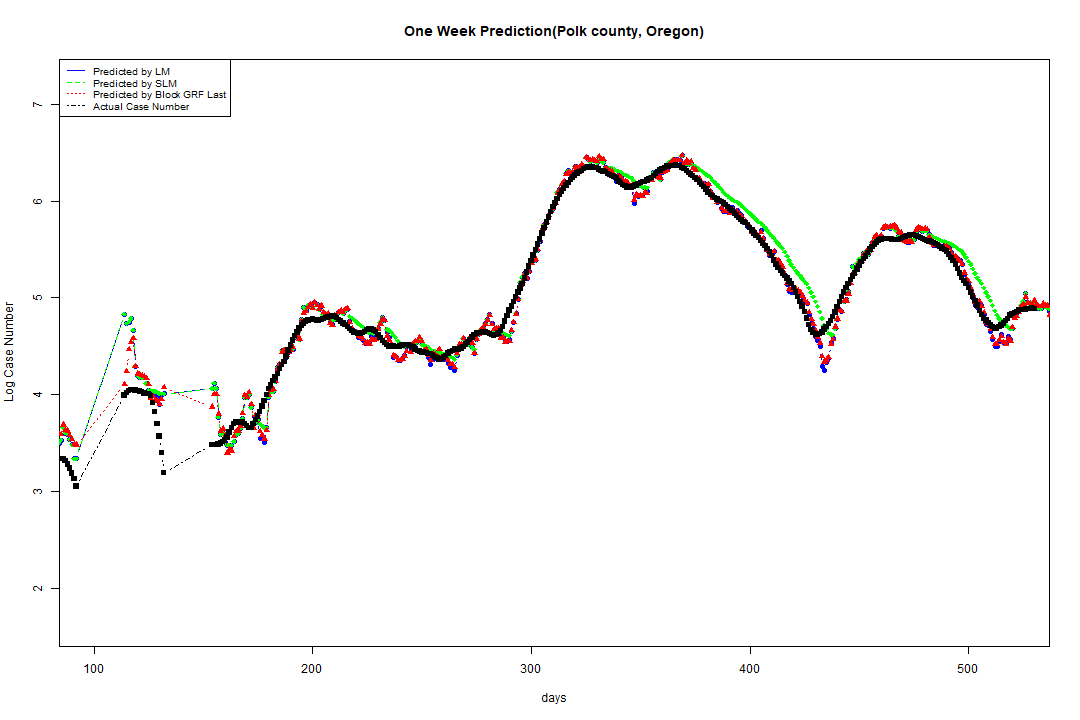 One Week Prediction(Polk county, Oregon)
Predicted by LM
Predicted by SLM
Predicted by Block GRF Last
Actual Case Number
Log Case Number
7
6
5
4
3
2
100 200 300 400 500
days